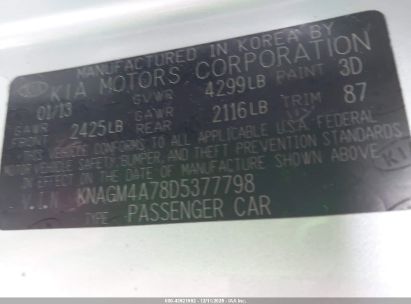 MANUFACTURED IN KOREA BY
KIA KIA MOTORS CORPORATION
01/13 GVWR 4299LB PAINT 3D
GAWR FRONT 2425LB GAWR REAR 2116LB TRIM 87
THIS VEHICLE CONFORMS TO ALL APPLICABLE U.S.A. FEDERAL
MOTOR VEHICLE SAFETY, BUMPER, AND THEFT PREVENTION STANDARDS
IN EFFECT ON THE DATE OF MANUFACTURE SHOWN ABOVE
V.I.N KNAGM4A78D5377798
TYPE PASSENGER CAR